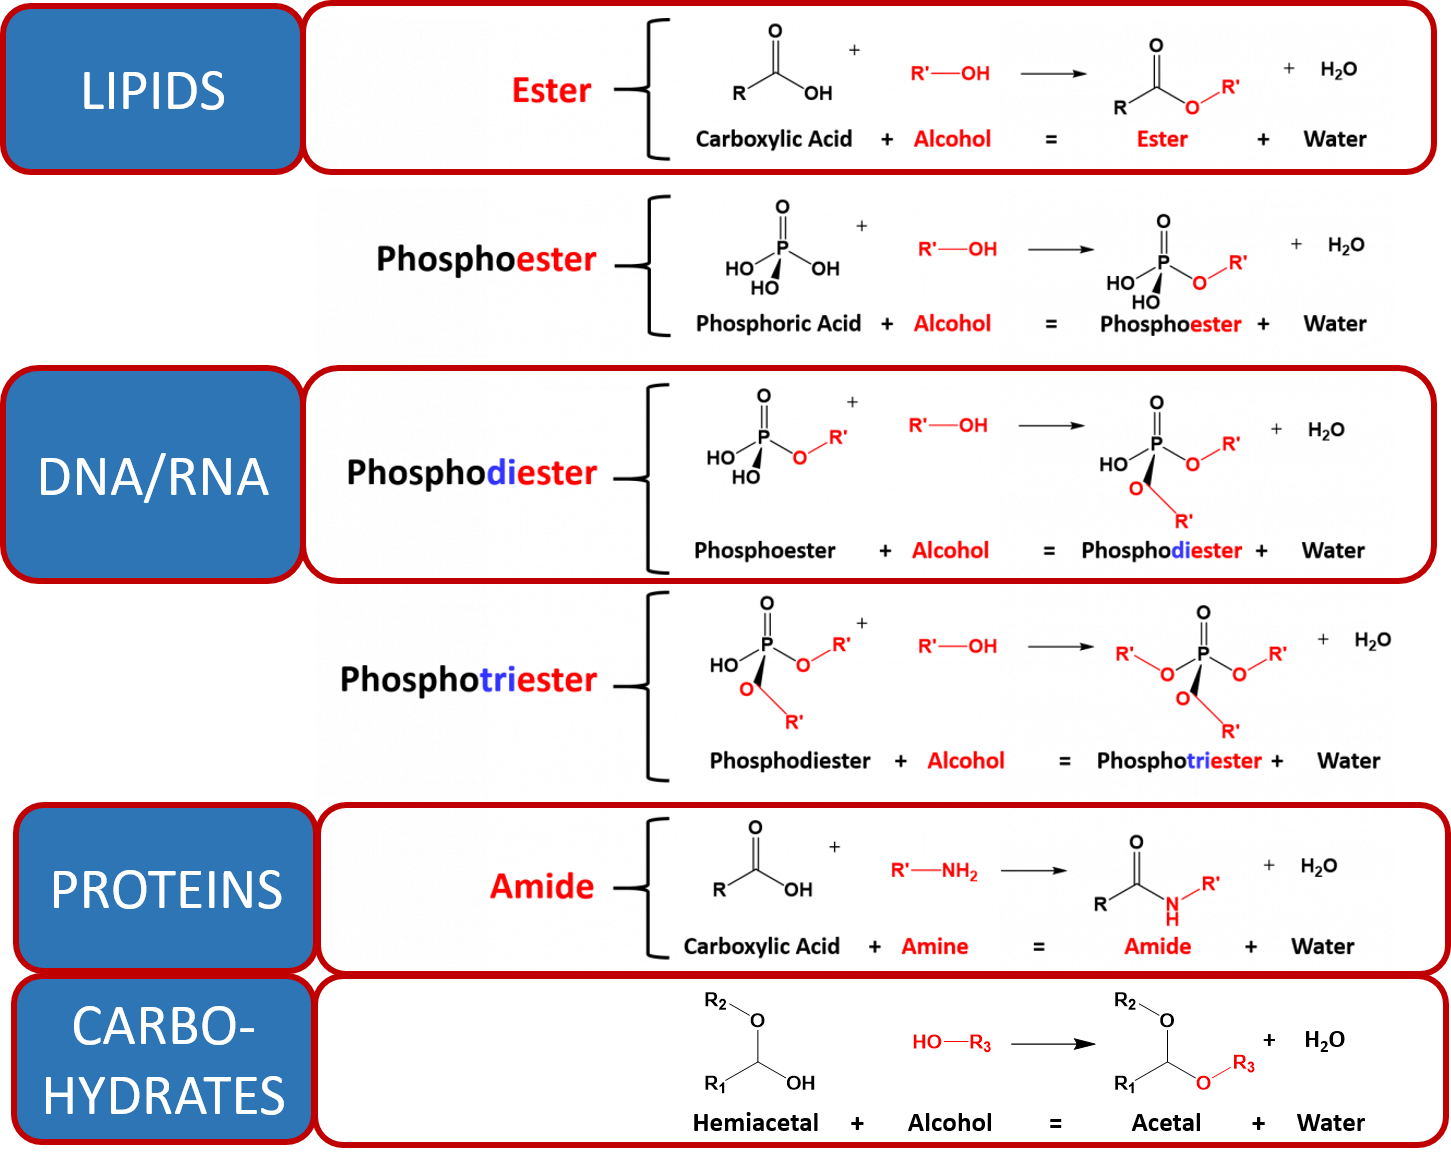 LIPIDS
Ester
O
R
OH
+
R'—OH
O
R
O
R'
+ H₂O
Carboxylic Acid + Alcohol = Ester + Water
Phosphoester
O
P
HO
OH
HO
+
R'—OH
O
P
HO
O
R'
HO
+ H₂O
Phosphoric Acid + Alcohol = Phosphoester + Water
DNA/RNA
Phosphodiester
O
P
HO
O
R'
HO
+
R'—OH
O
P
HO
O
R'
O
R'
+ H₂O
Phosphoester + Alcohol = Phosphodiester + Water
Phosphotriester
O
P
HO
O
R'
O
R'
+
R'—OH
O
P
R'
O
O
R'
O
R'
+ H₂O
Phosphodiester + Alcohol = Phosphotriester + Water
PROTEINS
Amide
O
R
OH
+
R'—NH₂
O
R
N
H
R'
+ H₂O
Carboxylic Acid + Amine = Amide + Water
CARBO-
HYDRATES
R₂
O
R₁
OH
HO—R₃
R₂
O
R₁
O
R₃
+ H₂O
Hemiacetal + Alcohol = Acetal + Water